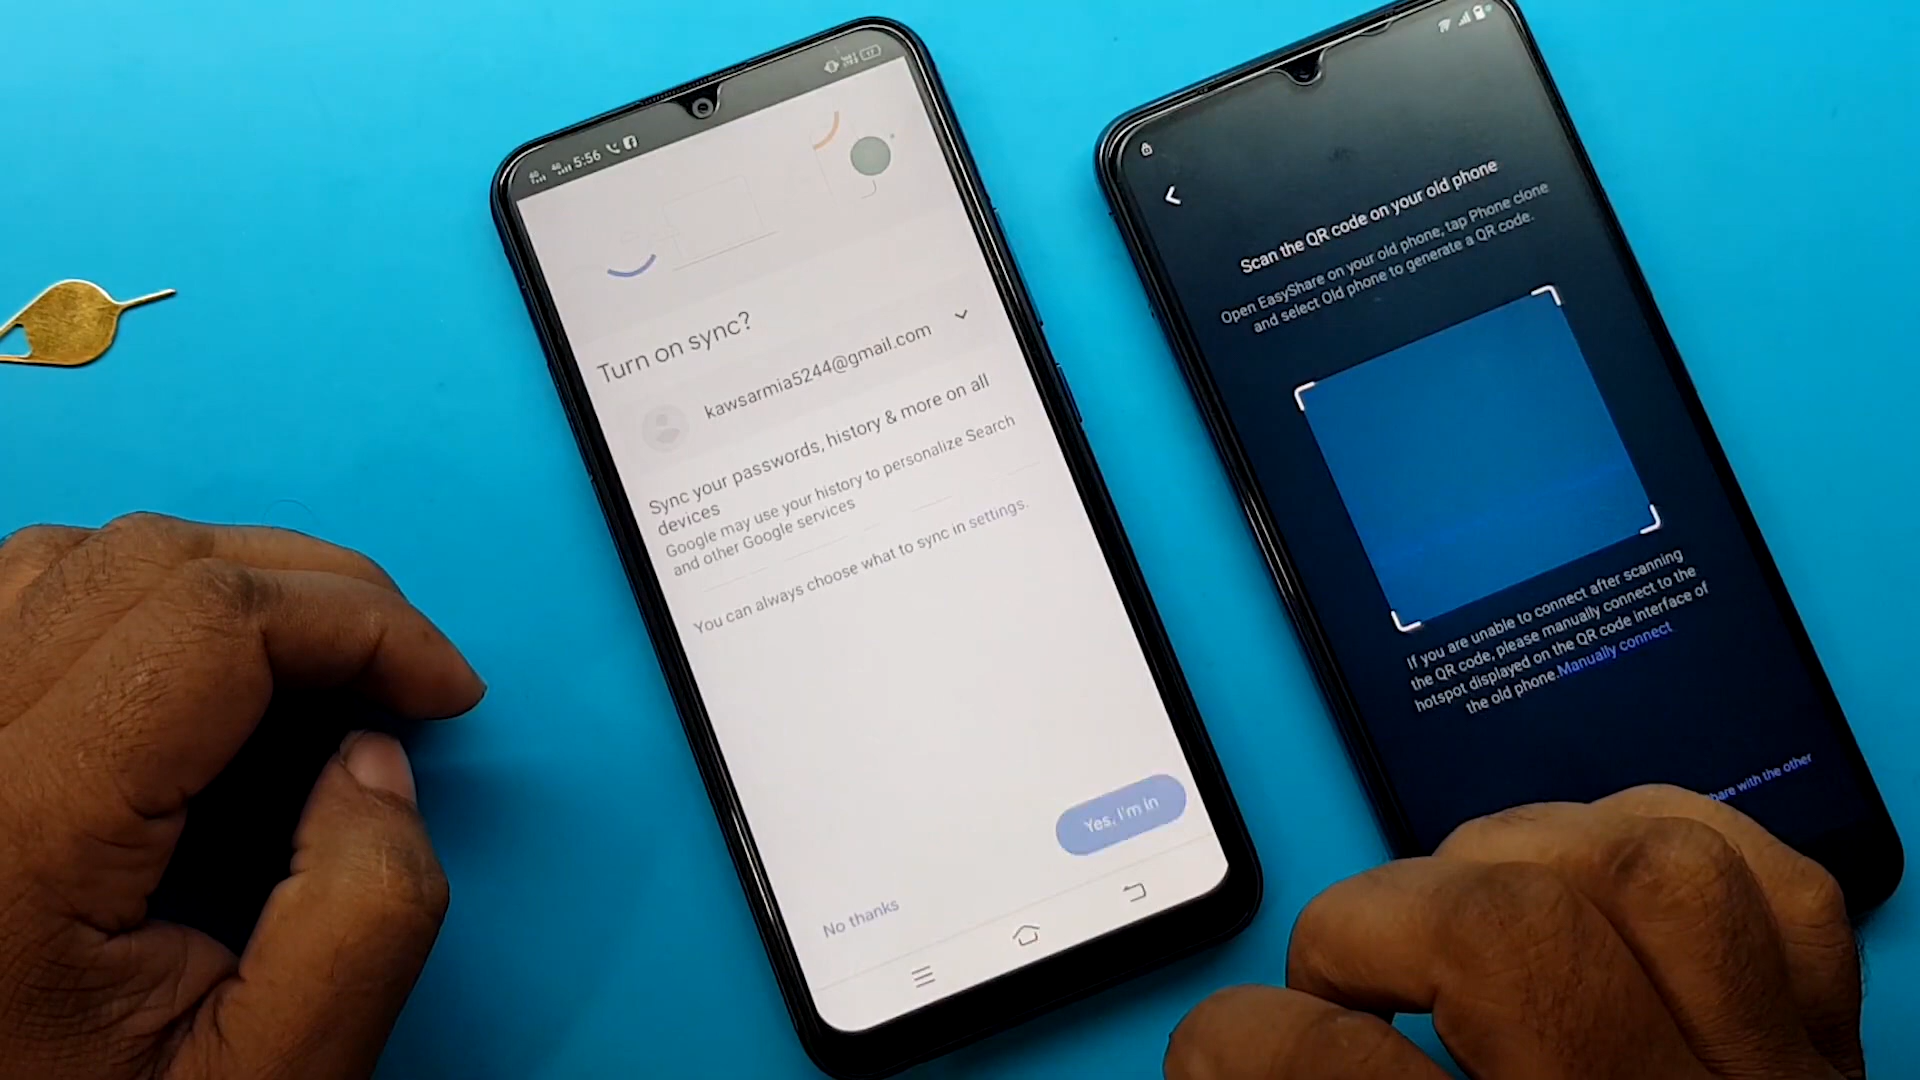 5:56
Turn on sync?
kawsarmia5244@gmail.com
Sync your passwords, history & more on all
devices
Google may use your history to personalize Search
and other Google services
You can always choose what to sync in settings.
Yes, I'm in
No thanks
Scan the QR code on your old phone
Open EasyShare on your old phone, tap Phone clone
and select Old phone to generate a QR code.
If you are unable to connect after scanning
the QR code, please manually connect to the
hotspot displayed on the QR code interface of
the old phone.Manually connect
with the other